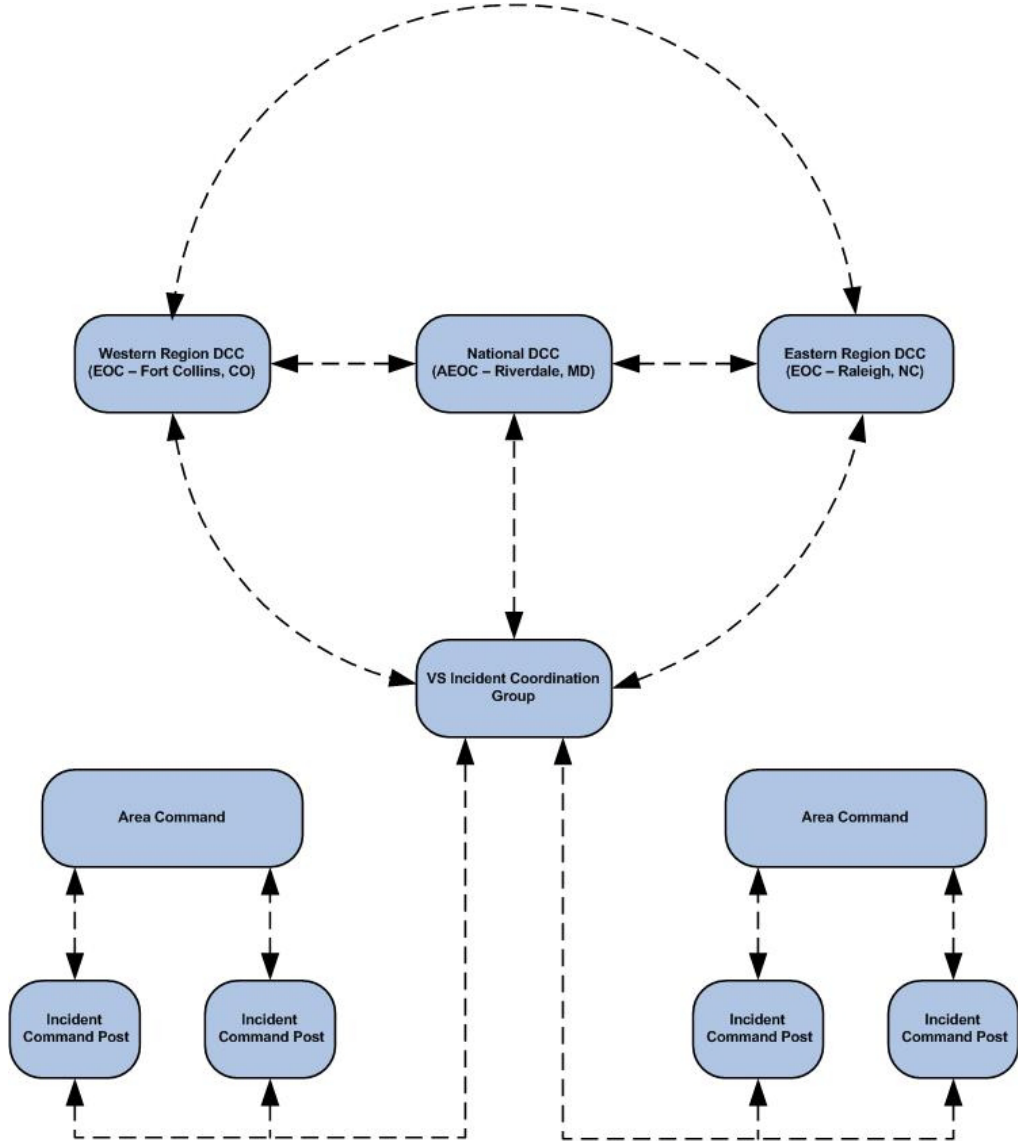 Western Region DCC
(EOC – Fort Collins, CO)
National DCC
(AEOC – Riverdale, MD)
Eastern Region DCC
(EOC – Raleigh, NC)
VS Incident Coordination
Group
Area Command
Area Command
Incident
Command Post
Incident
Command Post
Incident
Command Post
Incident
Command Post